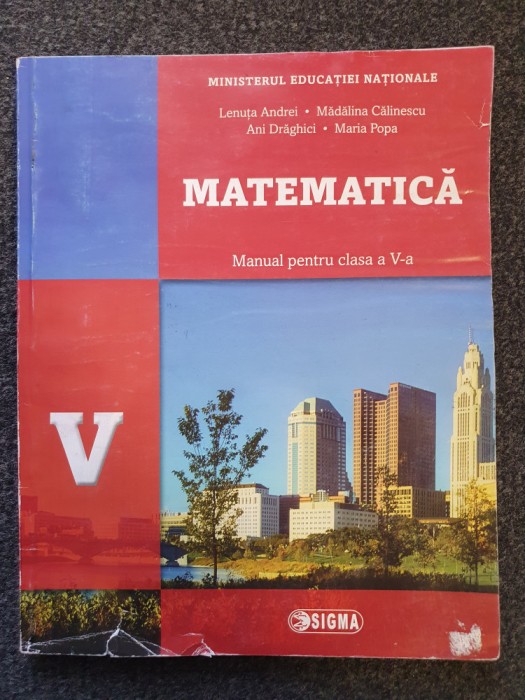 MINISTERUL EDUCAȚIEI NAȚIONALE
Lenuța Andrei • Mădălina Călinescu
Ani Drăghici • Maria Popa
MATEMATICĂ
Manual pentru clasa a V-a
V
SIGMA